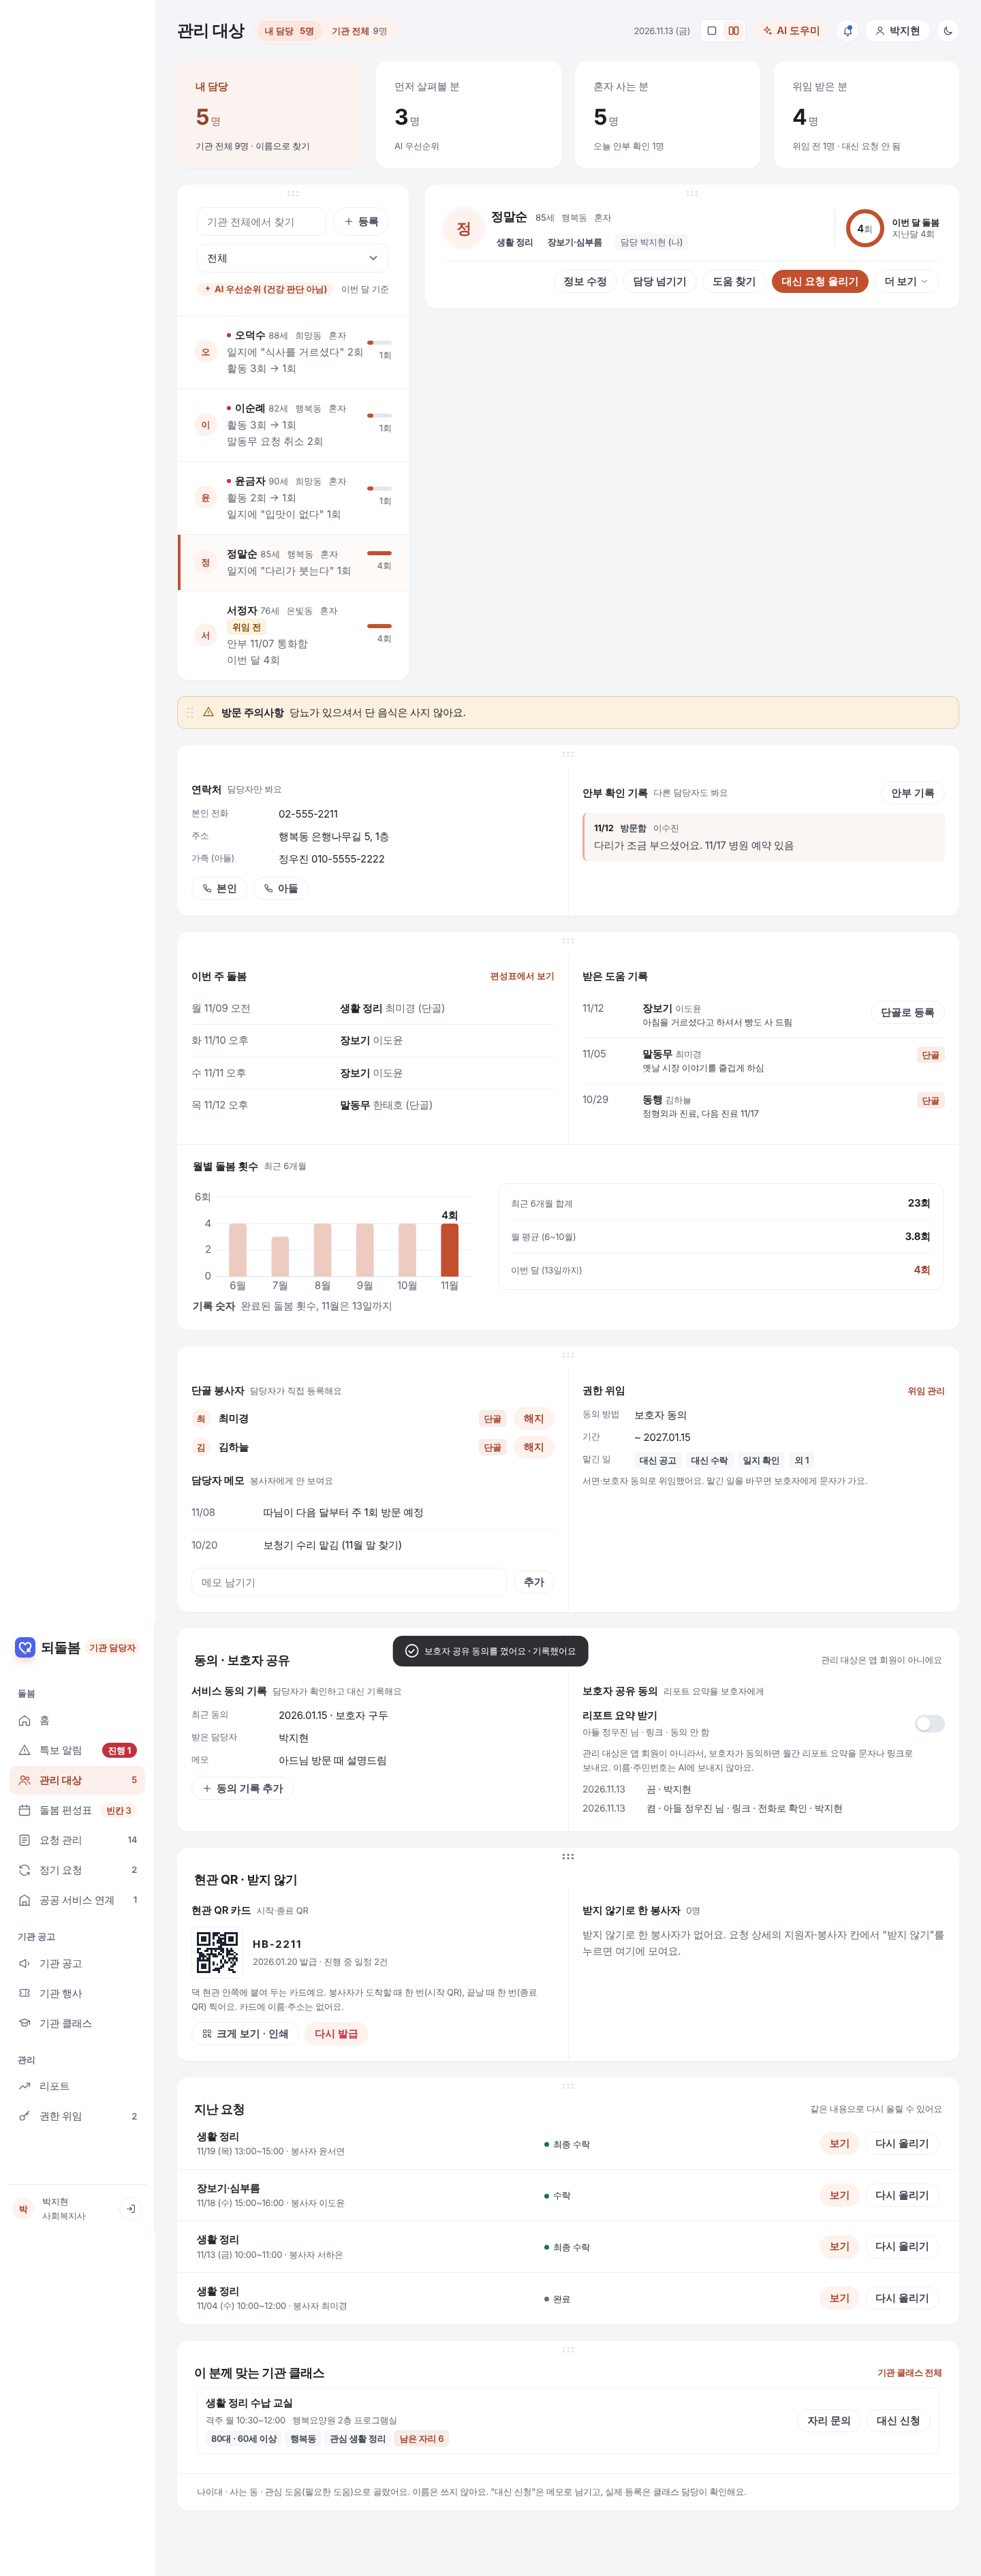 관리 대상
내 담당 5명
기관 전체 9명
2026.11.13 (금)
AI 도우미
박지현
내 담당
5명
기관 전체 9명 · 이름으로 찾기
먼저 살펴볼 분
3명
AI 우선순위
혼자 사는 분
5명
오늘 안부 확인 1명
위임 받은 분
4명
위임 전 1명 · 대신 요청 안 됨
기관 전체에서 찾기
등록
전체
AI 우선순위 (건강 판단 아님)
이번 달 기준
오
오덕수 88세 희망동 혼자
일지에 "식사를 거르셨다" 2회
활동 3회 → 1회
1회
이
이순례 82세 행복동 혼자
활동 3회 → 1회
말동무 요청 취소 2회
1회
윤
윤금자 90세 희망동 혼자
활동 2회 → 1회
일지에 "입맛이 없다" 1회
1회
정
정말순 85세 행복동 혼자
일지에 "다리가 붓는다" 1회
4회
서
서정자 76세 은빛동 혼자
위임 전
안부 11/07 통화함
이번 달 4회
4회
정
정말순 85세 행복동 혼자
생활 정리 장보기·심부름 담당 박지현 (나)
4회
이번 달 돌봄
지난달 4회
정보 수정
담당 넘기기
도움 찾기
대신 요청 올리기
더 보기
방문 주의사항 당뇨가 있으셔서 단 음식은 사지 않아요.
연락처 담당자만 봐요
본인 전화 02-555-2211
주소 행복동 은행나무길 5, 1층
가족 (아들) 정우진 010-5555-2222
본인
아들
안부 확인 기록 다른 담당자도 봐요
안부 기록
11/12 방문함 이수진
다리가 조금 부으셨어요. 11/17 병원 예약 있음
이번 주 돌봄
편성표에서 보기
월 11/09 오전 생활 정리 최미경 (단골)
화 11/10 오후 장보기 이도윤
수 11/11 오후 장보기 이도윤
목 11/12 오후 말동무 한태호 (단골)
받은 도움 기록
11/12 장보기 이도윤
아침을 거르셨다고 하셔서 빵도 사 드림
단골로 등록
11/05 말동무 최미경
옛날 시장 이야기를 즐겁게 하심
단골
10/29 동행 김하늘
정형외과 진료, 다음 진료 11/17
단골
월별 돌봄 횟수 최근 6개월
6회
4
2
0
4회
6월 7월 8월 9월 10월 11월
기록 숫자 완료된 돌봄 횟수, 11월은 13일까지
최근 6개월 합계 23회
월 평균 (6~10월) 3.8회
이번 달 (13일까지) 4회
단골 봉사자 담당자가 직접 등록해요
최 최미경 단골 해지
김 김하늘 단골 해지
담당자 메모 봉사자에게 안 보여요
11/08 따님이 다음 달부터 주 1회 방문 예정
10/20 보청기 수리 맡김 (11월 말 찾기)
메모 남기기
추가
권한 위임
위임 관리
동의 방법 보호자 동의
기간 ~ 2027.01.15
맡긴 일 대신 공고 대신 수락 일지 확인 외 1
서면·보호자 동의로 위임했어요. 맡긴 일을 바꾸면 보호자에게 문자가 가요.
되돌봄 기관 담당자
돌봄
홈
특보 알림 진행 1
관리 대상 5
돌봄 편성표 빈칸 3
요청 관리 14
정기 요청 2
공공 서비스 연계 1
기관 공고
기관 공고
기관 행사
기관 클래스
관리
리포트
권한 위임 2
박
박지현
사회복지사
동의 · 보호자 공유
보호자 공유 동의를 껐어요 · 기록했어요
관리 대상은 앱 회원이 아니에요
서비스 동의 기록 담당자가 확인하고 대신 기록해요
최근 동의 2026.01.15 · 보호자 구두
받은 담당자 박지현
메모 아드님 방문 때 설명드림
동의 기록 추가
보호자 공유 동의 리포트 요약을 보호자에게
리포트 요약 받기
아들 정우진 님 · 링크 · 동의 안 함
관리 대상은 앱 회원이 아니라서, 보호자가 동의하면 월간 리포트 요약을 문자나 링크로
보내요. 이름·주민번호는 AI에 보내지 않아요.
2026.11.13 끔 · 박지현
2026.11.13 켬 · 아들 정우진 님 · 링크 · 전화로 확인 · 박지현
현관 QR · 받지 않기
현관 QR 카드 시작·종료 QR
HB-2211
2026.01.20 발급 · 진행 중 일정 2건
댁 현관 안쪽에 붙여 두는 카드예요. 봉사자가 도착할 때 한 번(시작 QR), 끝날 때 한 번(종료
QR) 찍어요. 카드에 이름·주소는 없어요.
크게 보기 · 인쇄
다시 발급
받지 않기로 한 봉사자 0명
받지 않기로 한 봉사자가 없어요. 요청 상세의 지원자·봉사자 칸에서 "받지 않기"를
누르면 여기에 모여요.
지난 요청
같은 내용으로 다시 올릴 수 있어요
생활 정리
11/19 (목) 13:00~15:00 · 봉사자 윤서연
최종 수락
보기
다시 올리기
장보기·심부름
11/18 (수) 15:00~16:00 · 봉사자 이도윤
수락
보기
다시 올리기
생활 정리
11/13 (금) 10:00~11:00 · 봉사자 서하은
최종 수락
보기
다시 올리기
생활 정리
11/04 (수) 10:00~12:00 · 봉사자 최미경
완료
보기
다시 올리기
이 분께 맞는 기관 클래스
기관 클래스 전체
생활 정리 수납 교실
격주 월 10:30~12:00 행복요양원 2층 프로그램실
80대 · 60세 이상 행복동 관심 생활 정리 남은 자리 6
자리 문의
대신 신청
나이대 · 사는 동 · 관심 도움(필요한 도움)으로 골랐어요. 이름은 쓰지 않아요. "대신 신청"은 메모로 남기고, 실제 등록은 클래스 담당이 확인해요.